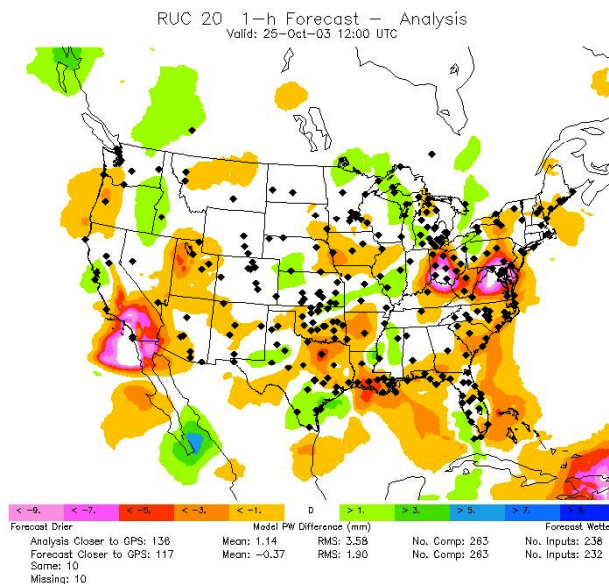 RUC 20 1-h Forecast - Analysis
Valid: 25-Oct-03 12:00 UTC
< -9. < -7. < -5. < -3. < -1. 0 > 1. > 3. > 5. > 7. > 9.
Forecast Drier Model PW Difference (mm) Forecast Wette
Analysis Closer to GPS: 136 Mean: 1.14 RMS: 3.58 No. Comp: 263 No. Inputs: 238
Forecast Closer to GPS: 117 Mean: -0.37 RMS: 1.90 No. Comp: 263 No. Inputs: 232
Same: 10
Missing: 10